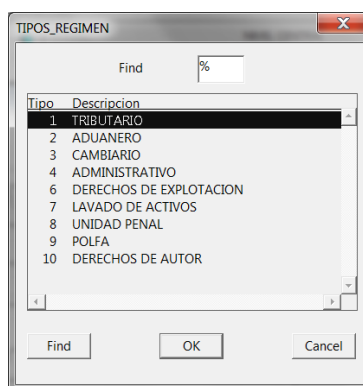 TIPOS_REGIMEN
Find %
Tipo Descripcion
1 TRIBUTARIO
2 ADUANERO
3 CAMBIARIO
4 ADMINISTRATIVO
6 DERECHOS DE EXPLOTACION
7 LAVADO DE ACTIVOS
8 UNIDAD PENAL
9 POLFA
10 DERECHOS DE AUTOR
Find OK Cancel